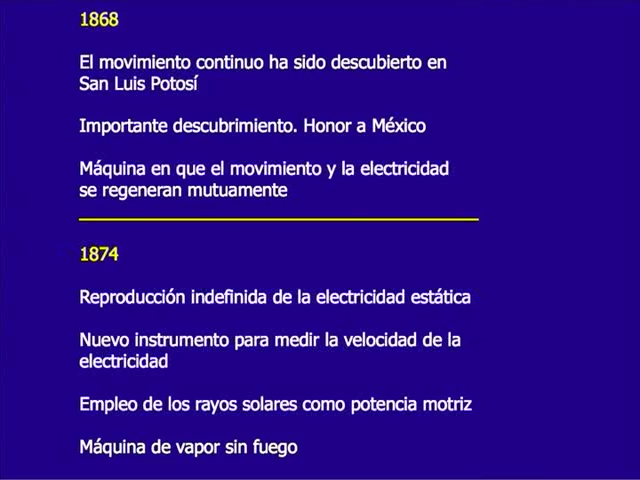 1868
El movimiento continuo ha sido descubierto en
San Luis Potosí
Importante descubrimiento. Honor a México
Máquina en que el movimiento y la electricidad
se regeneran mutuamente
1874
Reproducción indefinida de la electricidad estática
Nuevo instrumento para medir la velocidad de la
electricidad
Empleo de los rayos solares como potencia motriz
Máquina de vapor sin fuego